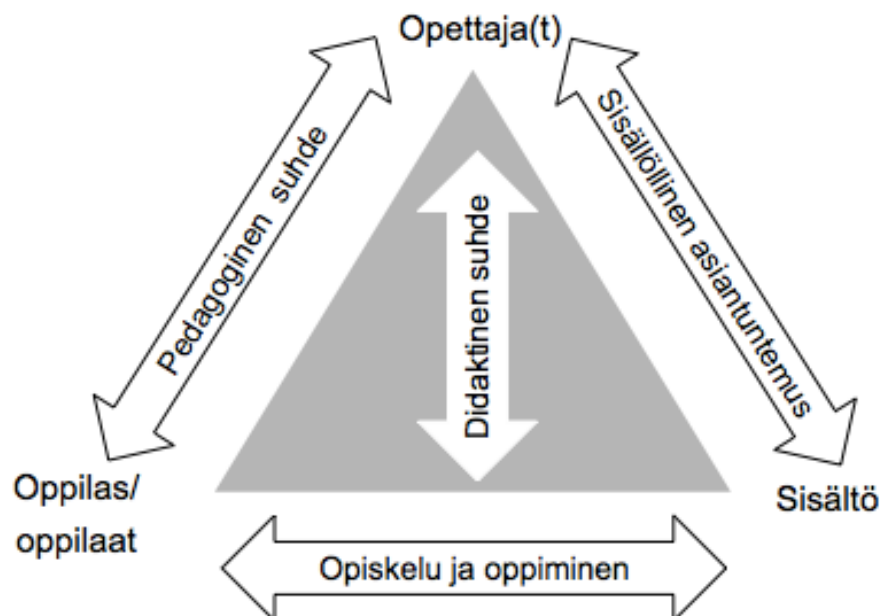 Opettaja(t)
Pedagoginen suhde
Didaktinen suhde
Sisällöllinen asiantuntemus
Oppilas/
oppilaat
Sisältö
Opiskelu ja oppiminen